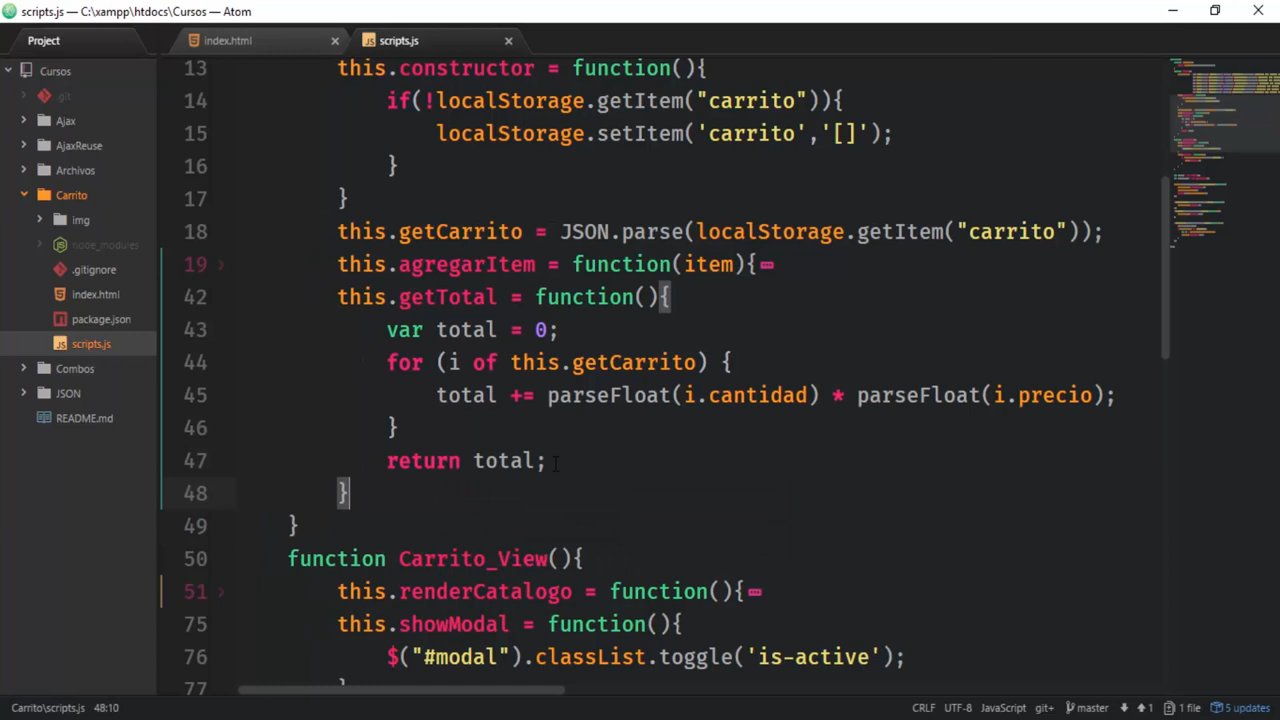 scripts.js — C:\xampp\htdocs\Cursos — Atom
Project
index.html
scripts.js
Cursos
.git
Ajax
AjaxReuse
Archivos
Carrito
img
node_modules
.gitignore
index.html
package.json
scripts.js
Combos
JSON
README.md
13 this.constructor = function(){
14 if(!localStorage.getItem("carrito")){
15 localStorage.setItem('carrito','[]');
16 }
17 }
18 this.getCarrito = JSON.parse(localStorage.getItem("carrito"));
19 this.agregarItem = function(item){
42 this.getTotal = function(){
43 var total = 0;
44 for (i of this.getCarrito) {
45 total += parseFloat(i.cantidad) * parseFloat(i.precio);
46 }
47 return total;
48 }
49 }
50 function Carrito_View(){
51 this.renderCatalogo = function(){
75 this.showModal = function(){
76 $("#modal").classList.toggle('is-active');
77 }
Carrito\scripts.js 48:10 CRLF UTF-8 JavaScript git+ master 1 1 file 5 updates